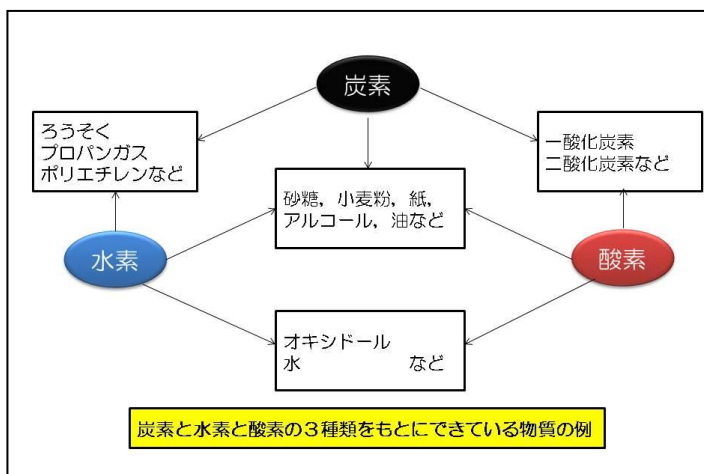 炭素
ろうそく
プロパンガス
ポリエチレンなど
一酸化炭素
二酸化炭素など
砂糖，小麦粉，紙，
アルコール，油など
水素
酸素
オキシドール
水　　　　　など
炭素と水素と酸素の３種類をもとにできている物質の例